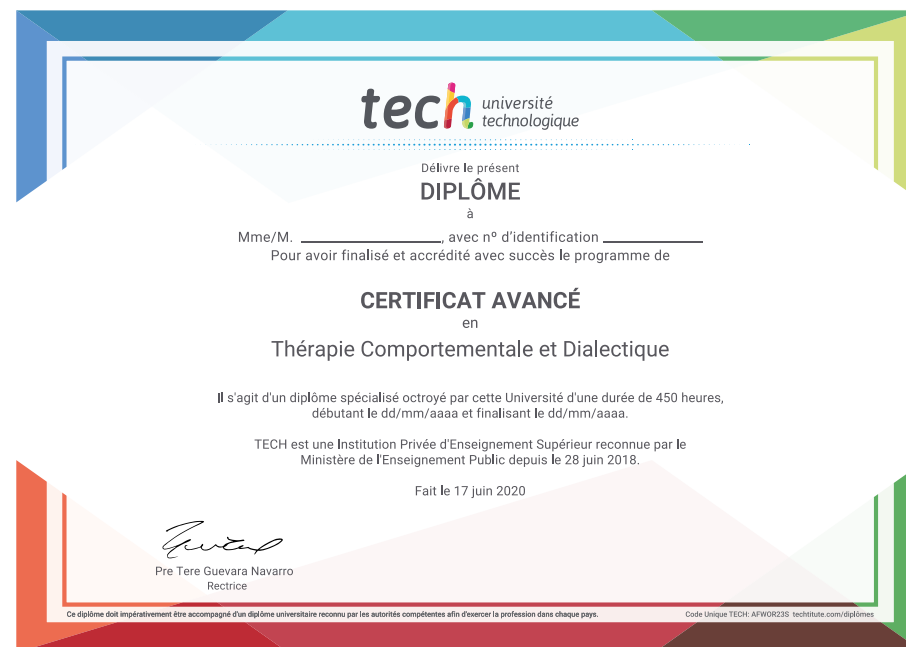 tech université
technologique
Délivre le présent
DIPLÔME
à
Mme/M. ____________________, avec nº d'identification ______________
Pour avoir finalisé et accrédité avec succès le programme de
CERTIFICAT AVANCÉ
en
Thérapie Comportementale et Dialectique
Il s'agit d'un diplôme spécialisé octroyé par cette Université d'une durée de 450 heures,
débutant le dd/mm/aaaa et finalisant le dd/mm/aaaa.
TECH est une Institution Privée d'Enseignement Supérieur reconnue par le
Ministère de l'Enseignement Public depuis le 28 juin 2018.
Fait le 17 juin 2020
Pre Tere Guevara Navarro
Rectrice
Ce diplôme doit impérativement être accompagné d'un diplôme universitaire reconnu par les autorités compétentes afin d'exercer la profession dans chaque pays.
Code Unique TECH: AFWOR23S techtitute.com/diplômes